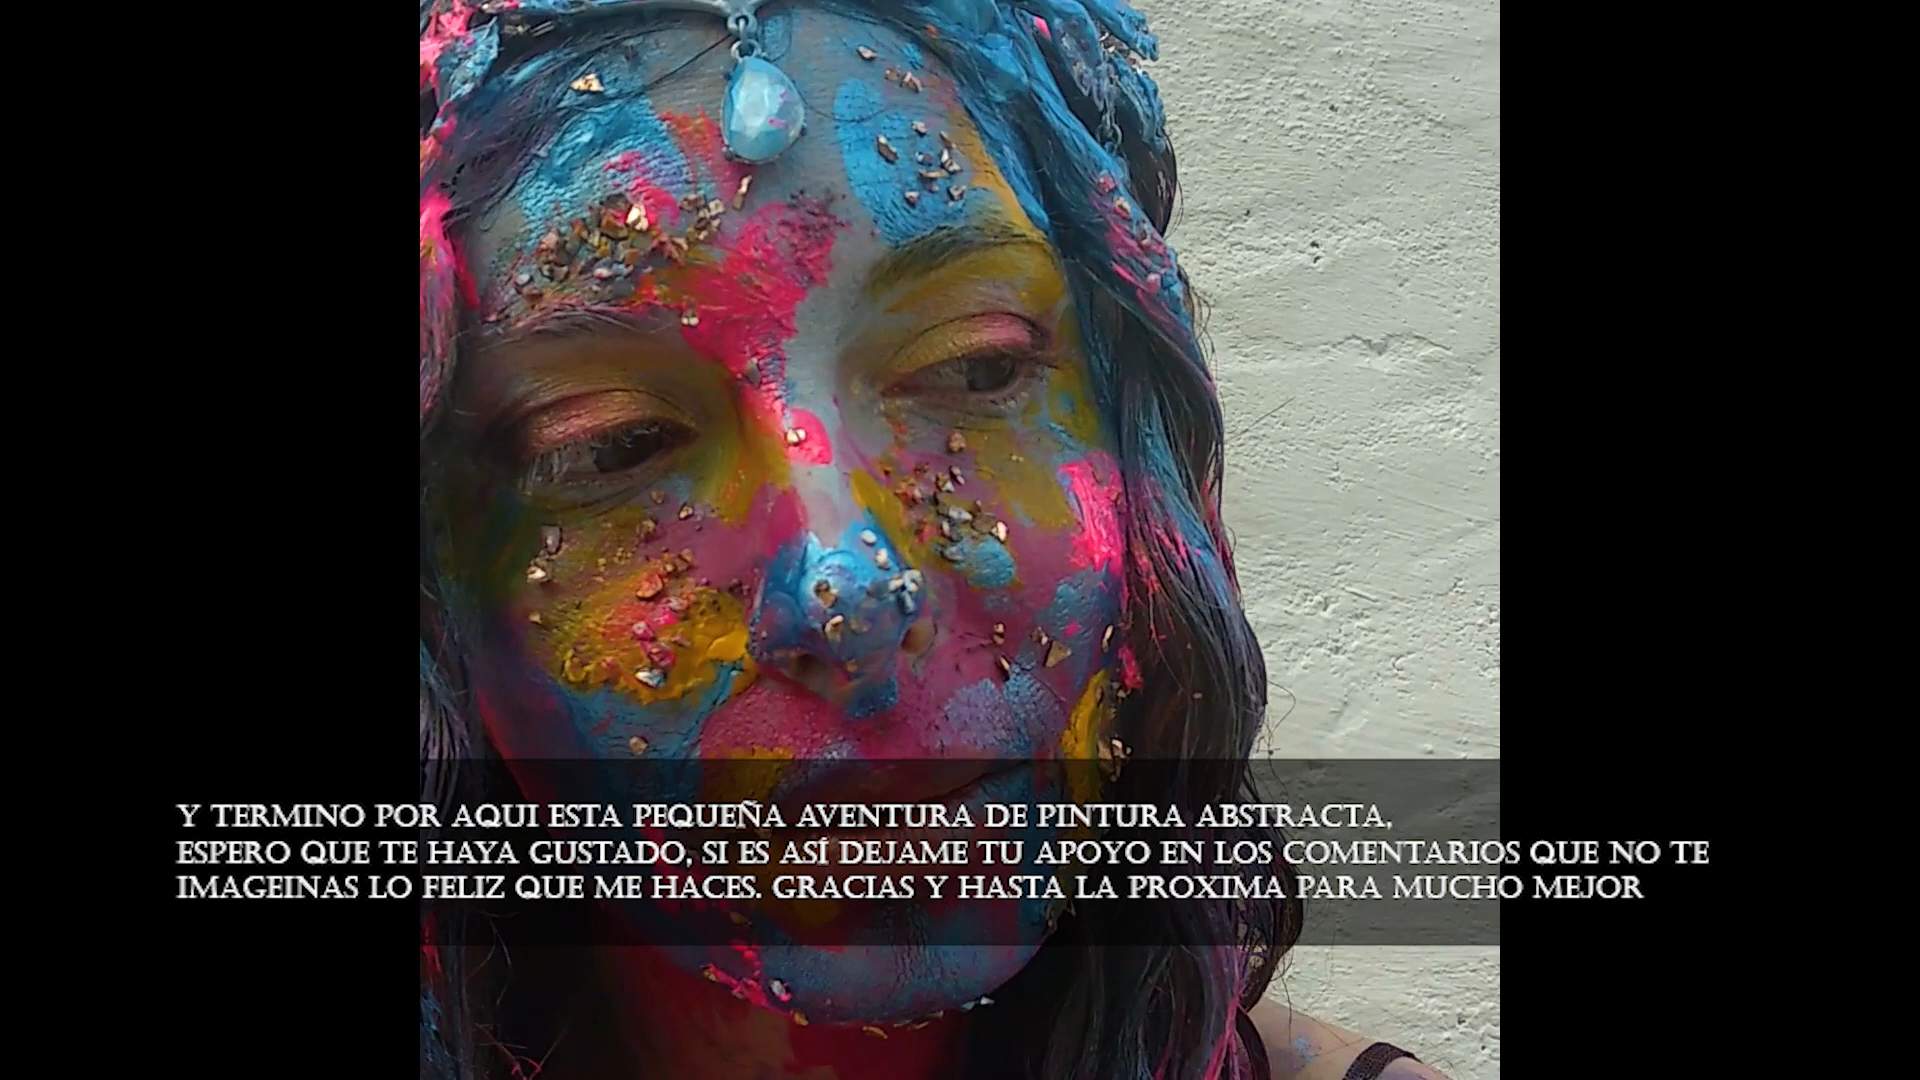 Y TERMINO POR AQUI ESTA PEQUEÑA AVENTURA DE PINTURA ABSTRACTA,
ESPERO QUE TE HAYA GUSTADO, SI ES ASÍ DEJAME TU APOYO EN LOS COMENTARIOS QUE NO TE
IMAGEINAS LO FELIZ QUE ME HACES. GRACIAS Y HASTA LA PROXIMA PARA MUCHO MEJOR